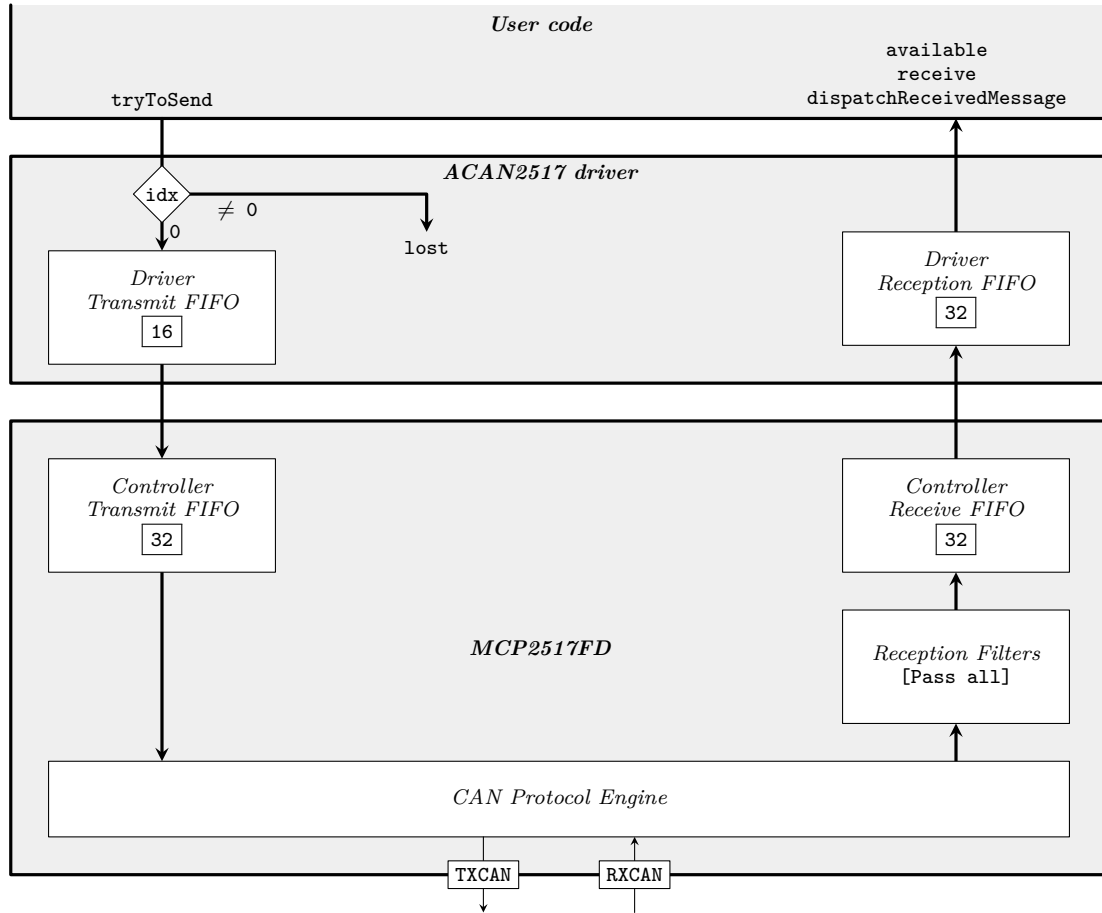 User code
tryToSend
available
receive
dispatchReceivedMessage
ACAN2517 driver
idx
≠ 0
0
lost
Driver
Transmit FIFO
16
Driver
Reception FIFO
32
Controller
Transmit FIFO
32
Controller
Receive FIFO
32
MCP2517FD
Reception Filters
[Pass all]
CAN Protocol Engine
TXCAN
RXCAN